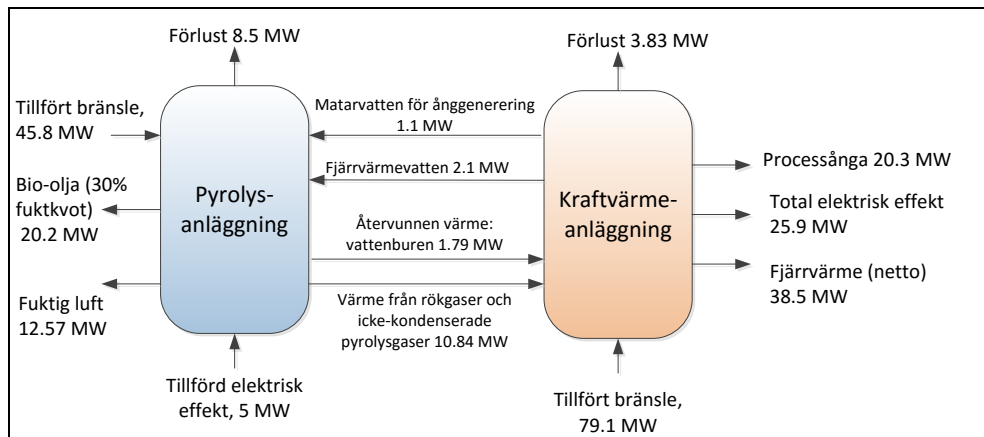 Förlust 8.5 MW
Förlust 3.83 MW
Tillfört bränsle,
45.8 MW
Bio-olja (30%
fuktkvot)
20.2 MW
Fuktig luft
12.57 MW
Pyrolys-
anläggning
Tillförd elektrisk
effekt, 5 MW
Matarvatten för ånggenerering
1.1 MW
Fjärrvärmevatten 2.1 MW
Återvunnen värme:
vattenburen 1.79 MW
Värme från rökgaser och
icke-kondenserade
pyrolysgaser 10.84 MW
Kraftvärme-
anläggning
Processånga 20.3 MW
Total elektrisk effekt
25.9 MW
Fjärrvärme (netto)
38.5 MW
Tillfört bränsle,
79.1 MW